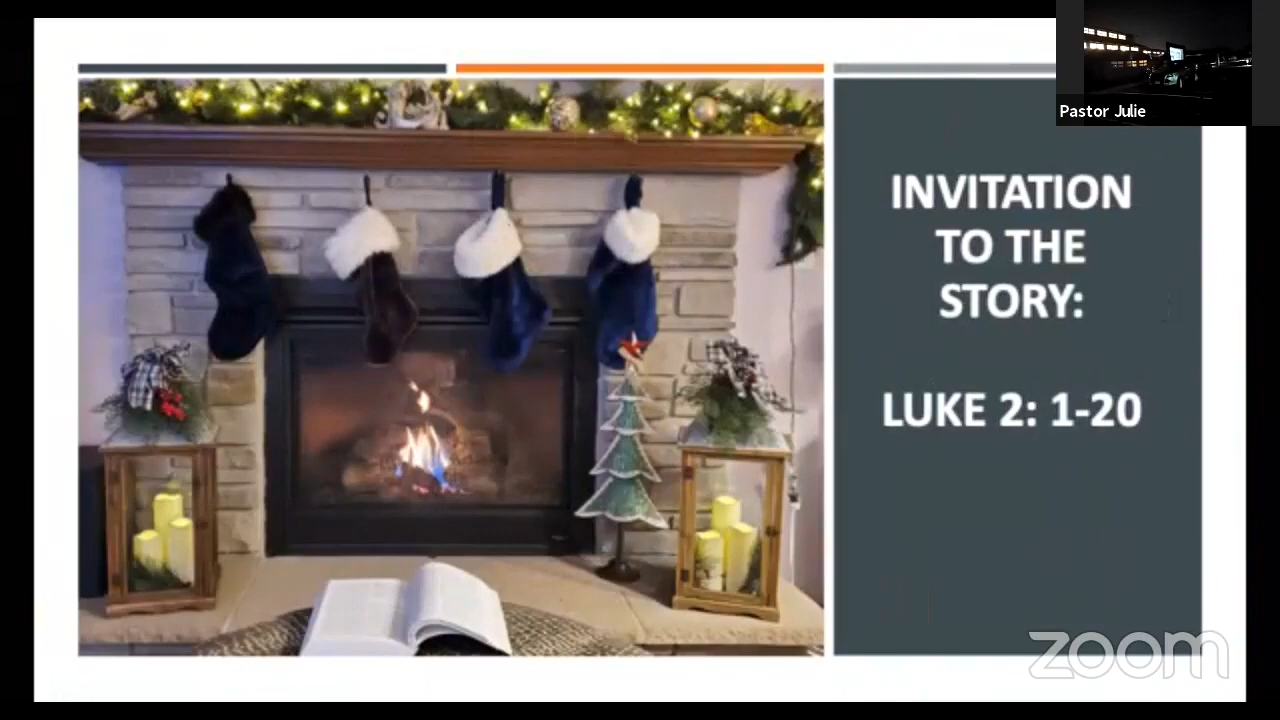 Pastor Julie
INVITATION
TO THE
STORY:
LUKE 2: 1-20
zoom